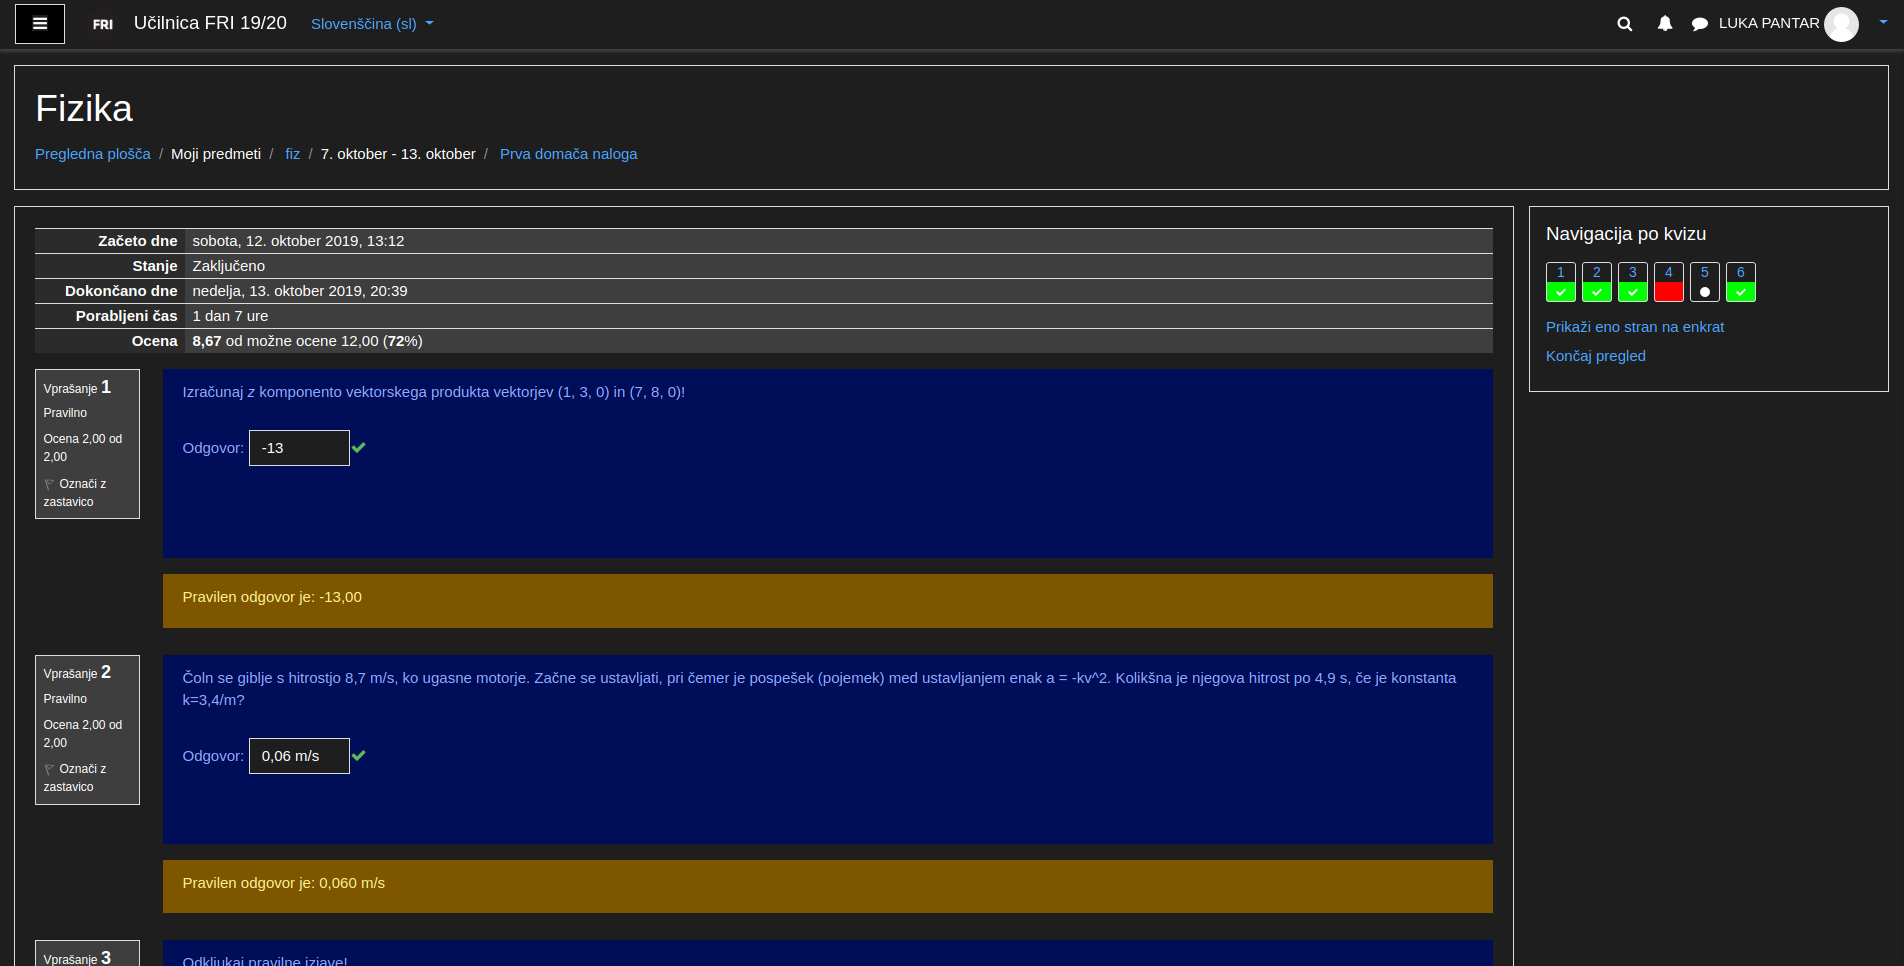 FRI Učilnica FRI 19/20 Slovenščina (sl) LUKA PANTAR
Fizika
Pregledna plošča / Moji predmeti / fiz / 7. oktober - 13. oktober / Prva domača naloga
Začeto dne sobota, 12. oktober 2019, 13:12
Stanje Zaključeno
Dokončano dne nedelja, 13. oktober 2019, 20:39
Porabljeni čas 1 dan 7 ure
Ocena 8,67 od možne ocene 12,00 (72%)
Navigacija po kvizu
1 2 3 4 5 6
Prikaži eno stran na enkrat
Končaj pregled
Vprašanje 1
Pravilno
Ocena 2,00 od
2,00
Označi z
zastavico
Izračunaj z komponento vektorskega produkta vektorjev (1, 3, 0) in (7, 8, 0)!
Odgovor: -13
Pravilen odgovor je: -13,00
Vprašanje 2
Pravilno
Ocena 2,00 od
2,00
Označi z
zastavico
Čoln se giblje s hitrostjo 8,7 m/s, ko ugasne motorje. Začne se ustavljati, pri čemer je pospešek (pojemek) med ustavljanjem enak a = -kv^2. Kolikšna je njegova hitrost po 4,9 s, če je konstanta
k=3,4/m?
Odgovor: 0,06 m/s
Pravilen odgovor je: 0,060 m/s
Vprašanje 3
Odkljukaj pravilne izjave!